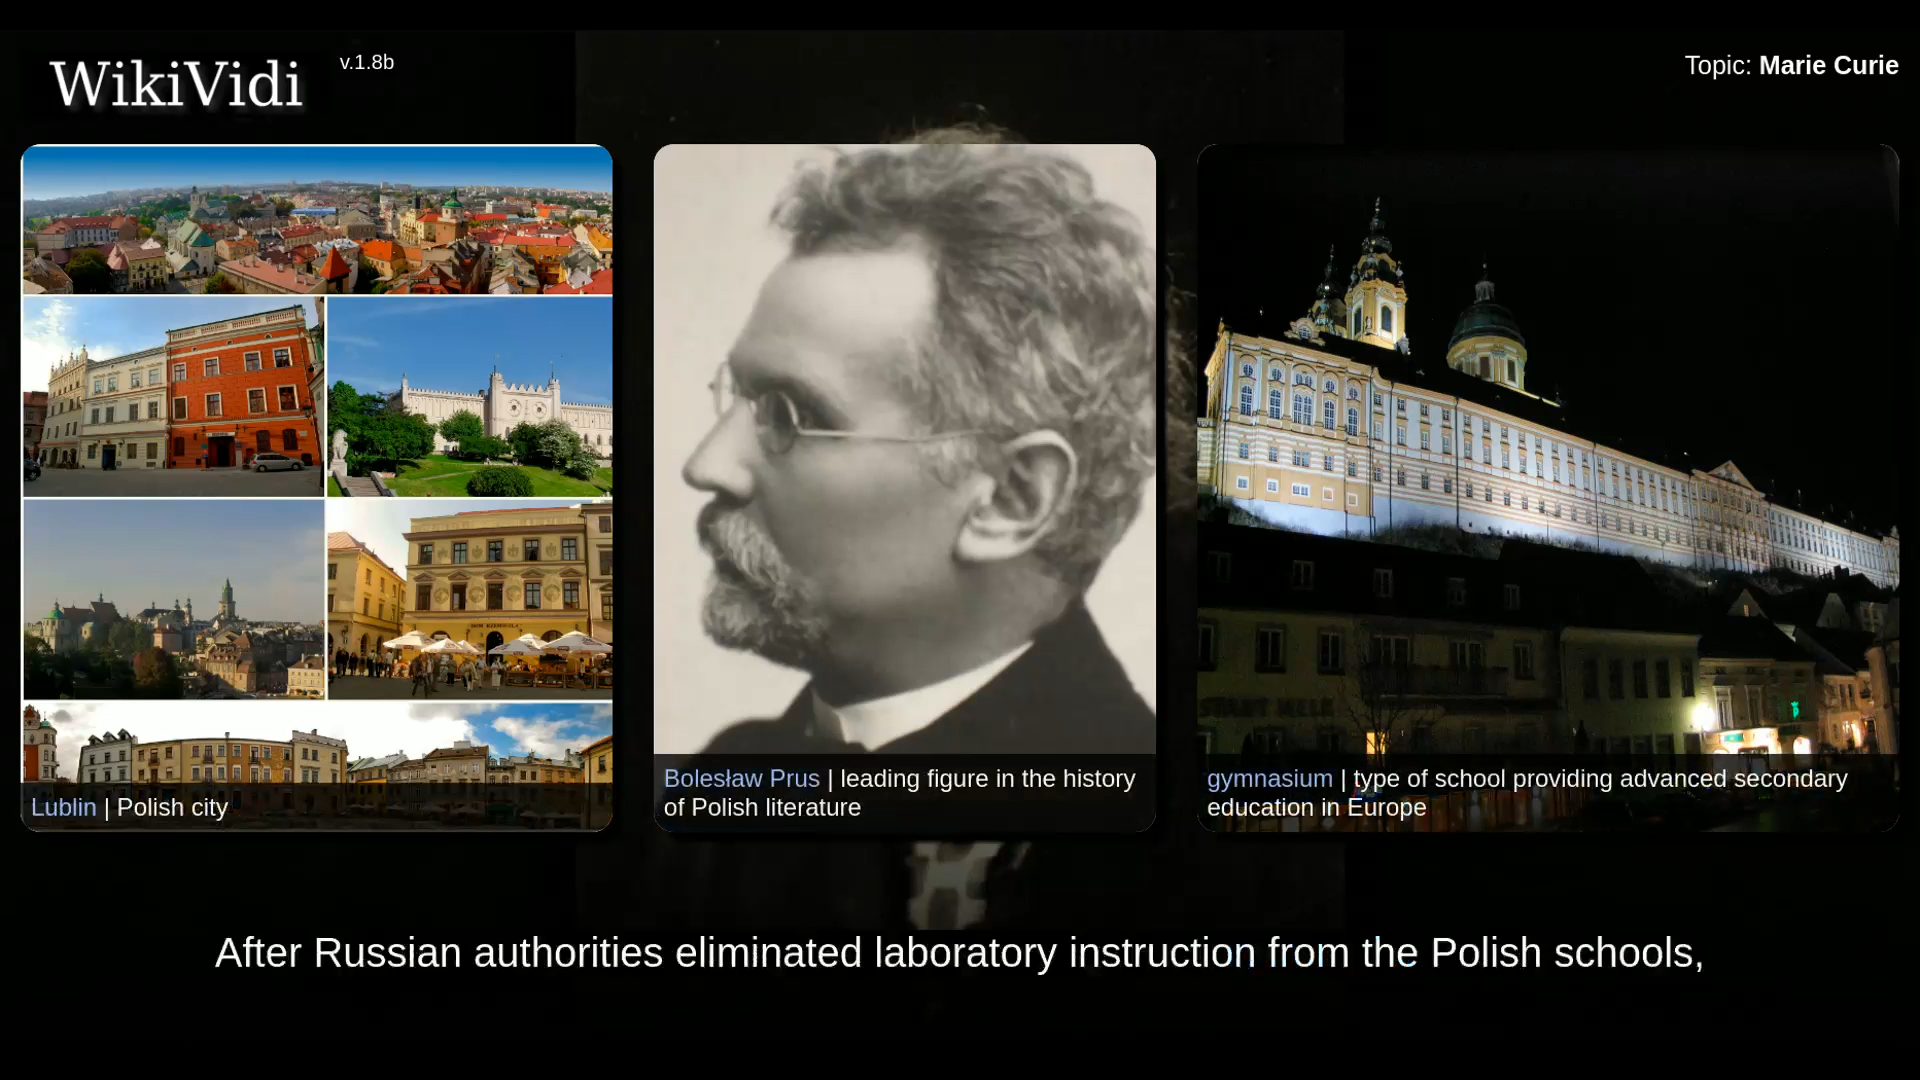 WikiVidi
v.1.8b
Topic: Marie Curie
Lublin | Polish city
Bolesław Prus | leading figure in the history
of Polish literature
gymnasium | type of school providing advanced secondary
education in Europe
After Russian authorities eliminated laboratory instruction from the Polish schools,